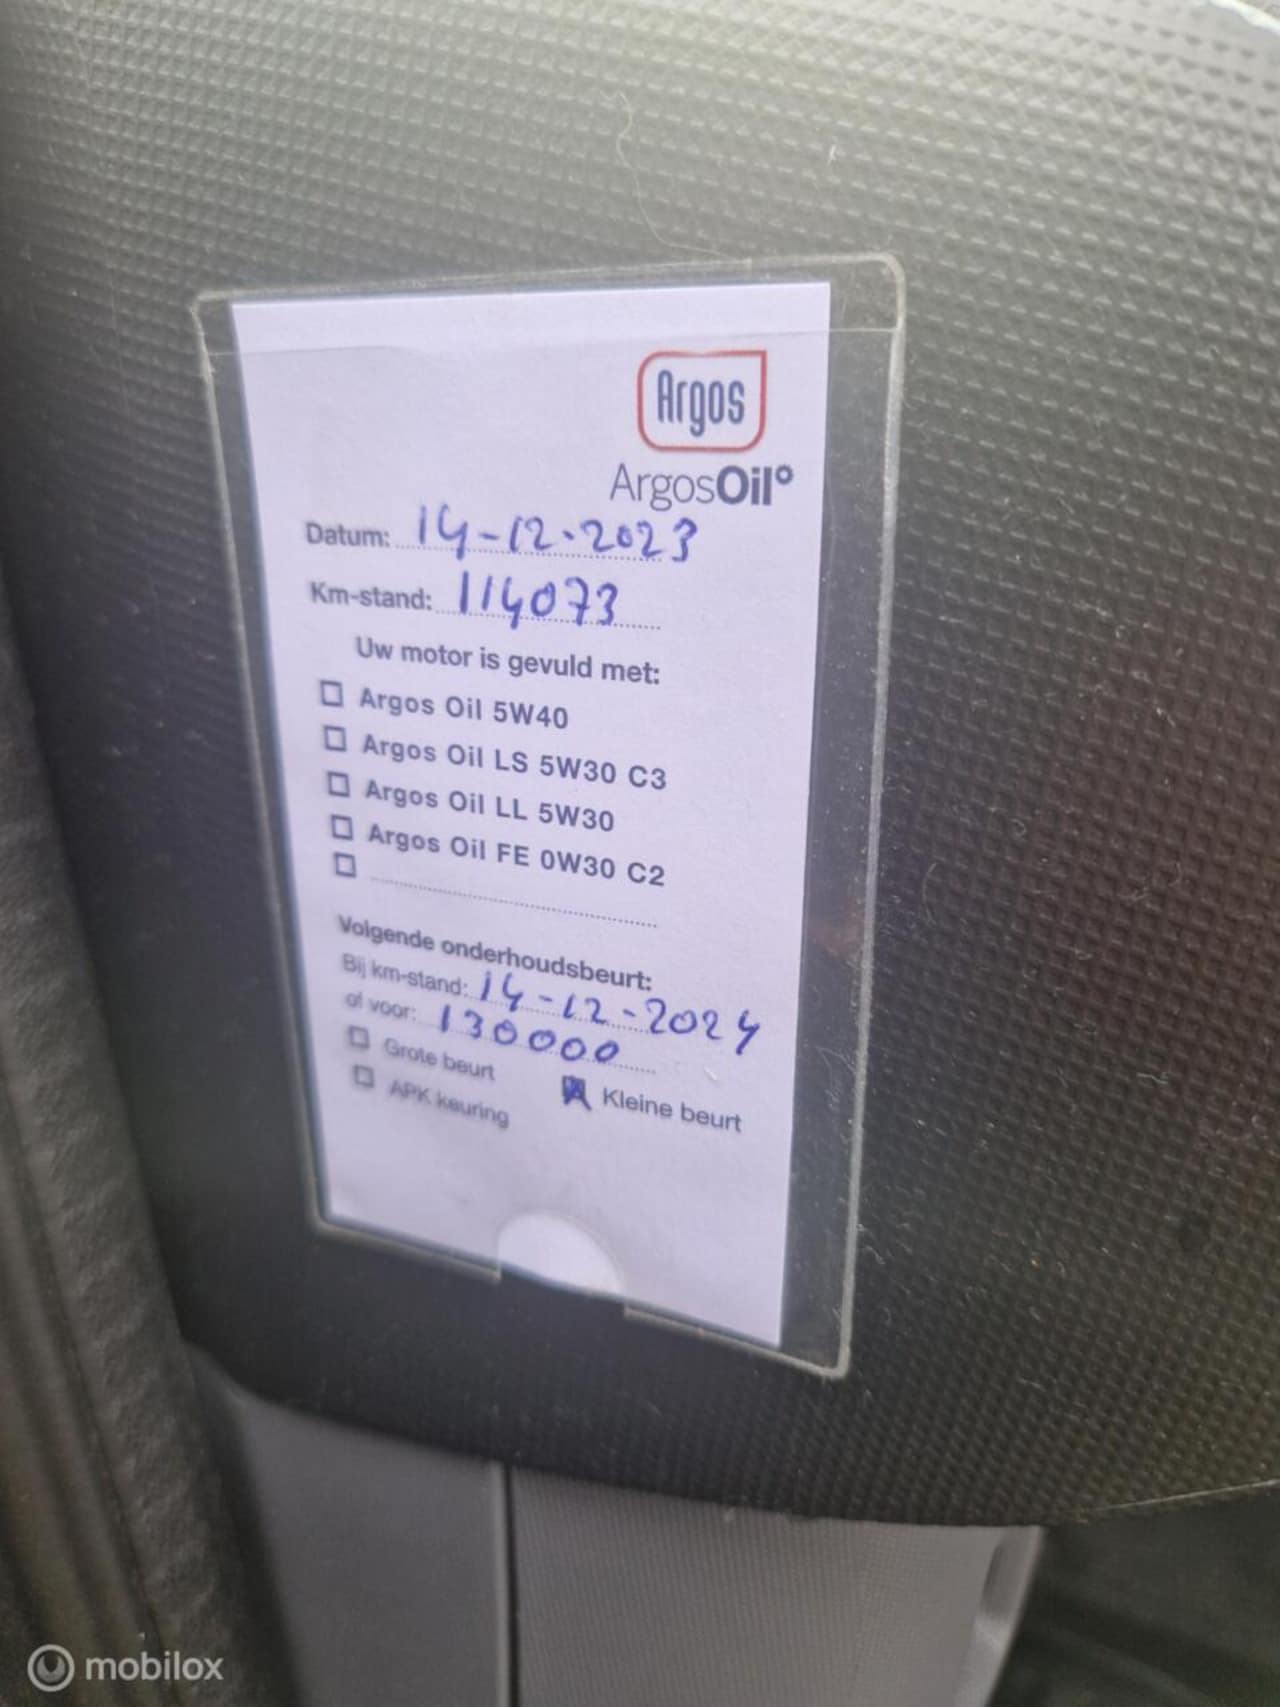 Argos
ArgosOil°
Datum: 14-12-2023
Km-stand: 114073
Uw motor is gevuld met:
Argos Oil 5W40
Argos Oil LS 5W30 C3
Argos Oil LL 5W30
Argos Oil FE 0W30 C2
Volgende onderhoudsbeurt:
Bij km-stand: 14-12-2024
of voor: 130000
Grote beurt
Kleine beurt
APK keuring
mobilox